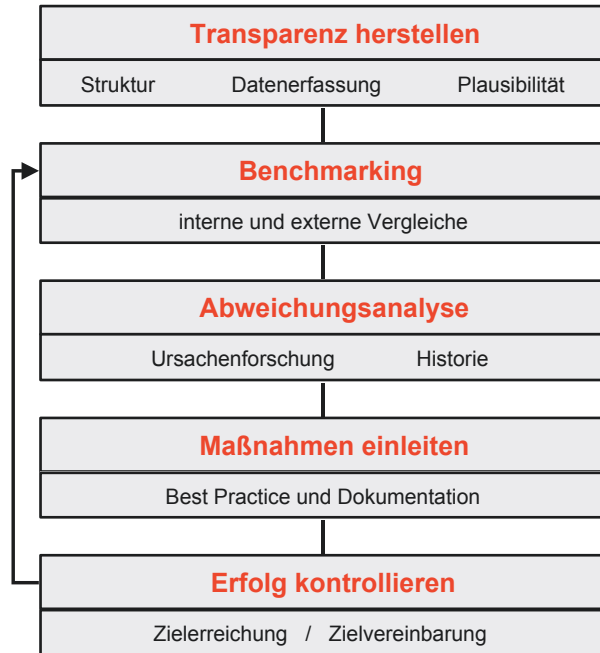 Transparenz herstellen
Struktur Datenerfassung Plausibilität
Benchmarking
interne und externe Vergleiche
Abweichungsanalyse
Ursachenforschung Historie
Maßnahmen einleiten
Best Practice und Dokumentation
Erfolg kontrollieren
Zielerreichung / Zielvereinbarung